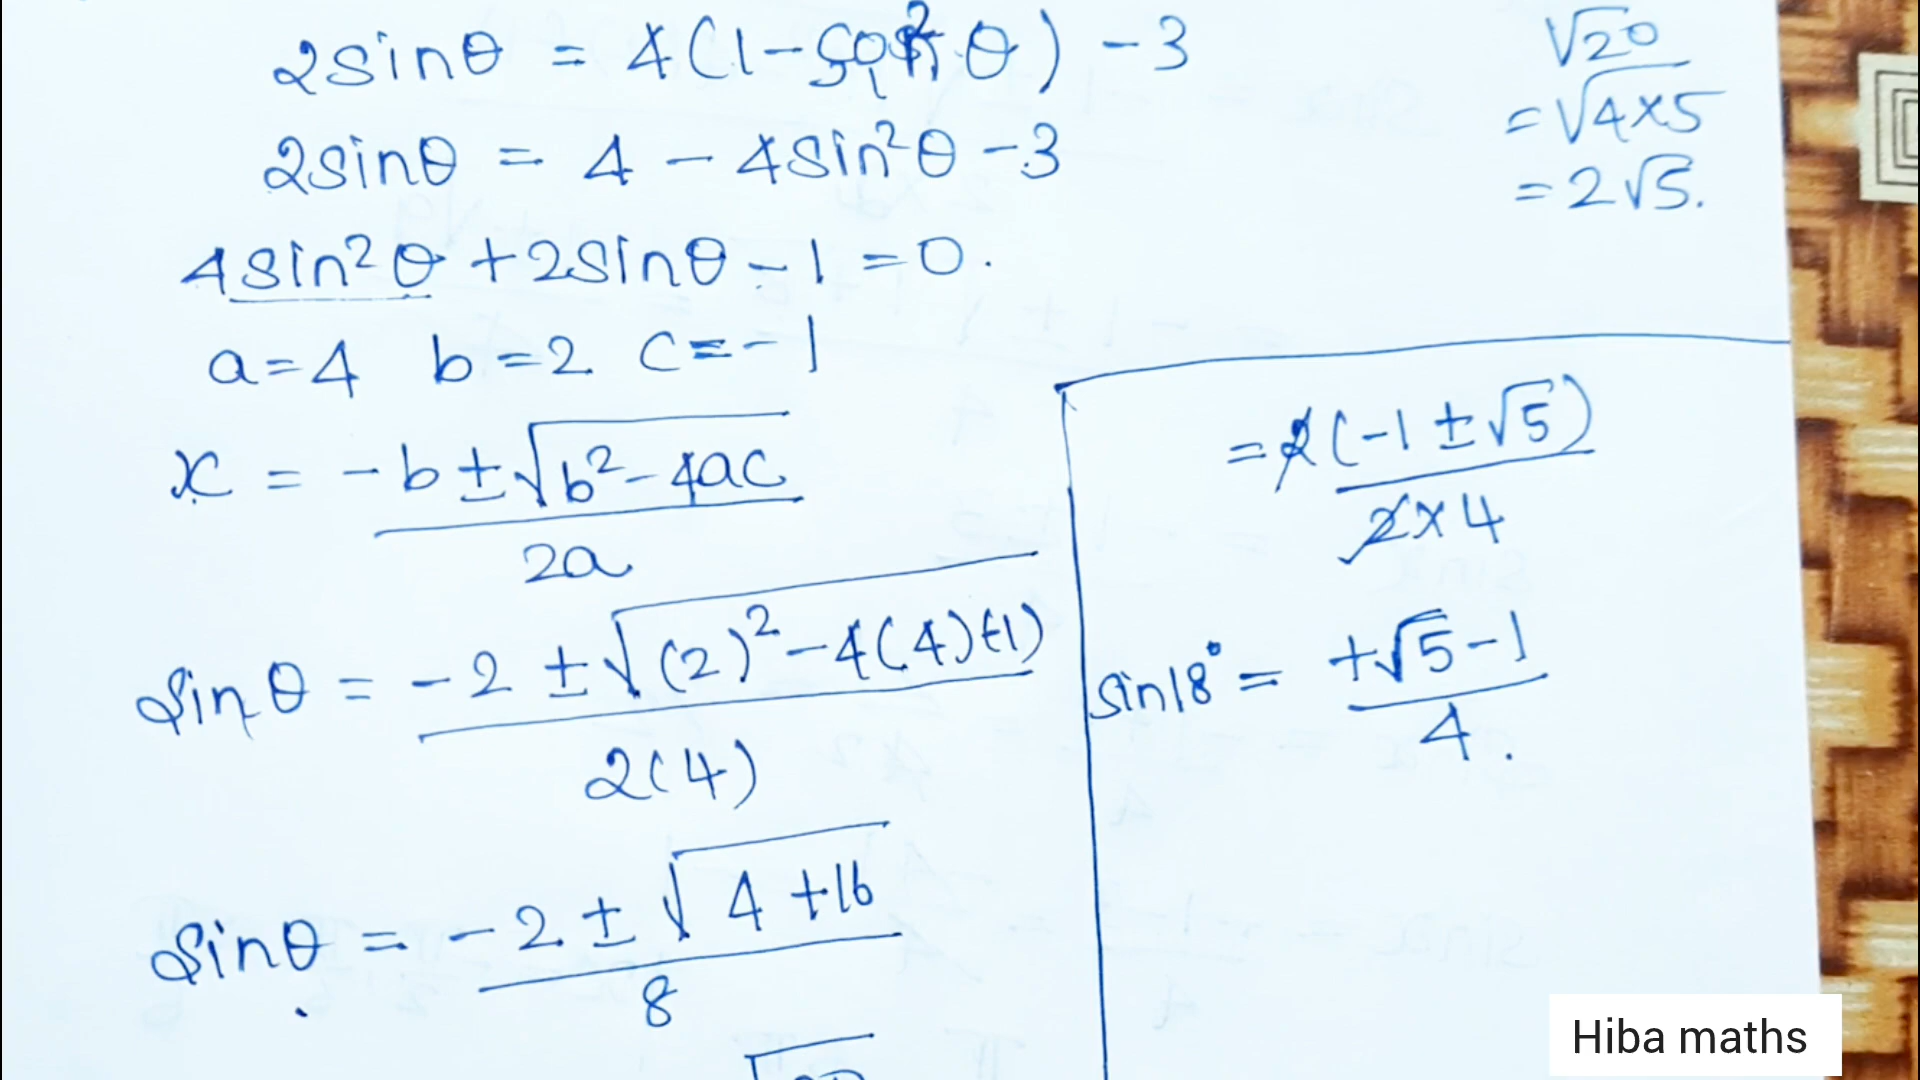 2sinθ = 4(1-sin²θ) -3
2sinθ = 4 - 4sin²θ -3
4sin²θ +2sinθ -1 =0.
a=4 b=2 c=-1
x = -b±√b²-4ac
2a
sinθ = -2 ±√(2)²-4(4)(-1)
2(4)
sinθ = -2 ± √4+16
8
√20
=√4×5
=2√5.
=2(-1±√5)
2×4
sin18° = +√5-1
4.
Hiba maths